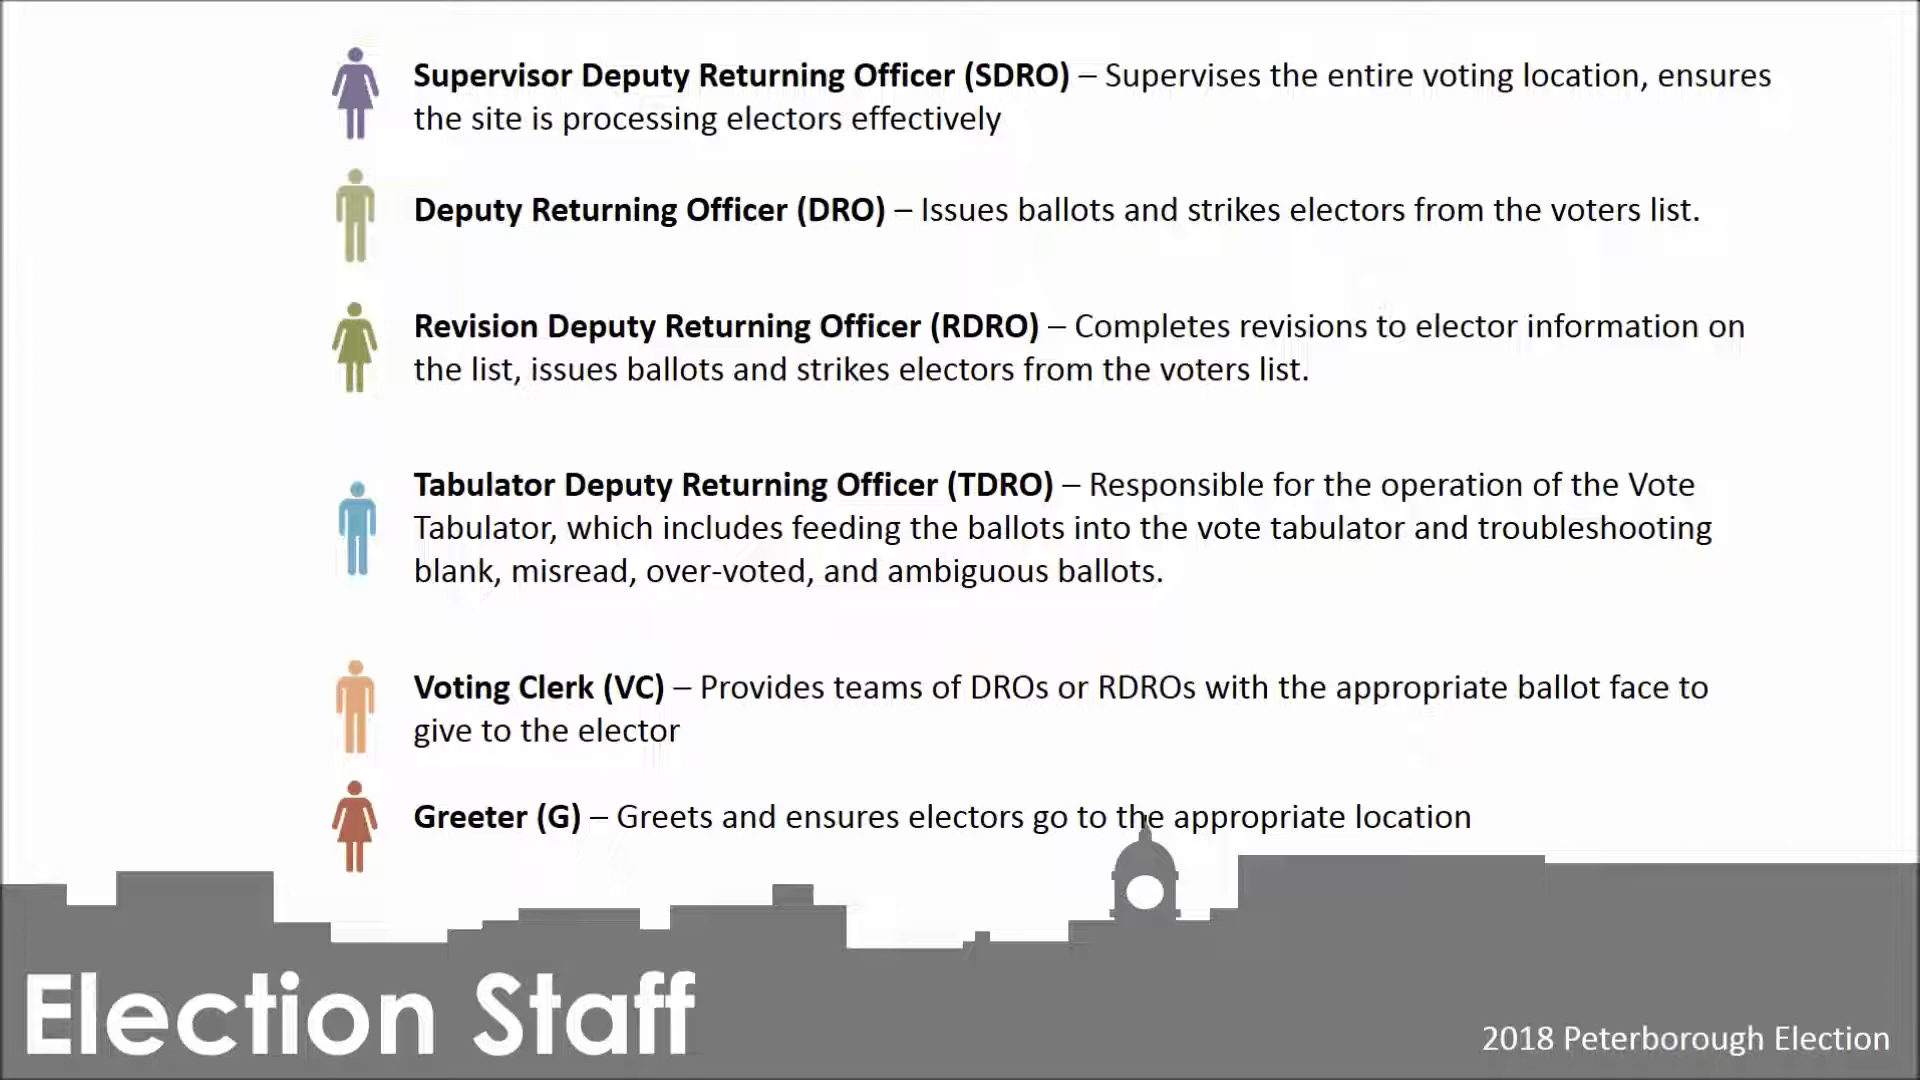 Supervisor Deputy Returning Officer (SDRO) – Supervises the entire voting location, ensures
the site is processing electors effectively
Deputy Returning Officer (DRO) – Issues ballots and strikes electors from the voters list.
Revision Deputy Returning Officer (RDRO) – Completes revisions to elector information on
the list, issues ballots and strikes electors from the voters list.
Tabulator Deputy Returning Officer (TDRO) – Responsible for the operation of the Vote
Tabulator, which includes feeding the ballots into the vote tabulator and troubleshooting
blank, misread, over-voted, and ambiguous ballots.
Voting Clerk (VC) – Provides teams of DROs or RDROs with the appropriate ballot face to
give to the elector
Greeter (G) – Greets and ensures electors go to the appropriate location
Election Staff
2018 Peterborough Election